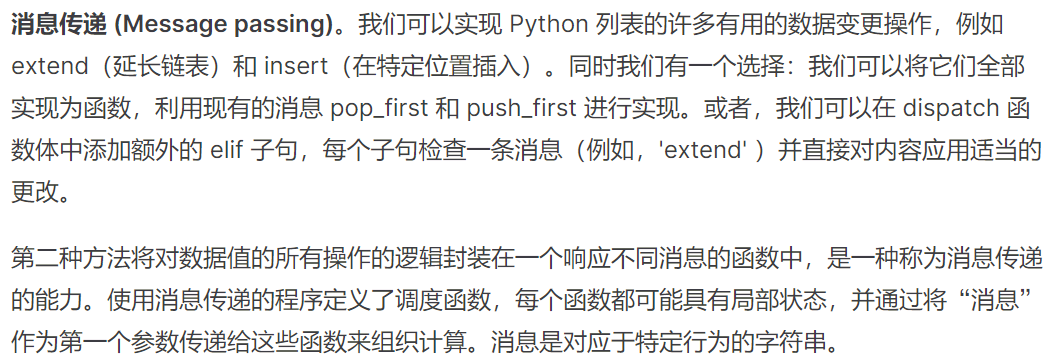 消息传递 (Message passing)。我们可以实现 Python 列表的许多有用的数据变更操作，例如
extend（延长链表）和 insert（在特定位置插入）。同时我们有一个选择：我们可以将它们全部
实现为函数，利用现有的消息 pop_first 和 push_first 进行实现。或者，我们可以在 dispatch 函
数体中添加额外的 elif 子句，每个子句检查一条消息（例如，'extend' ）并直接对内容应用适当的
更改。
第二种方法将对数据值的所有操作的逻辑封装在一个响应不同消息的函数中，是一种称为消息传递
的能力。使用消息传递的程序定义了调度函数，每个函数都可能具有局部状态，并通过将“消息”
作为第一个参数传递给这些函数来组织计算。消息是对应于特定行为的字符串。